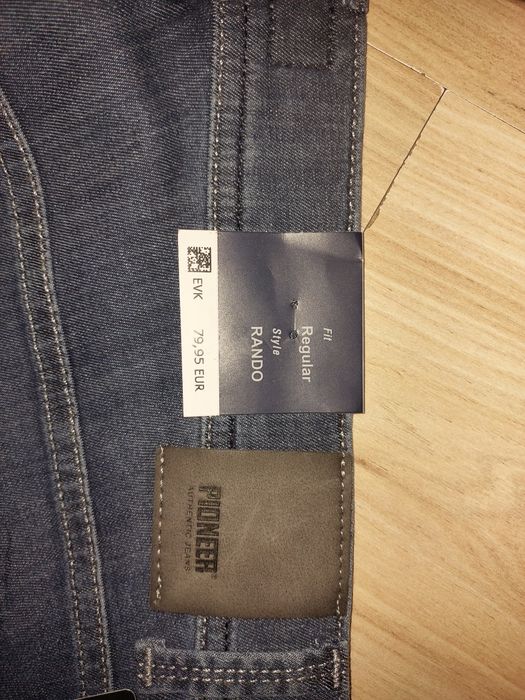 Fit
Regular
Style
RANDO
EVK 79,95 EUR
PIONEER®
AUTHENTIC JEANS